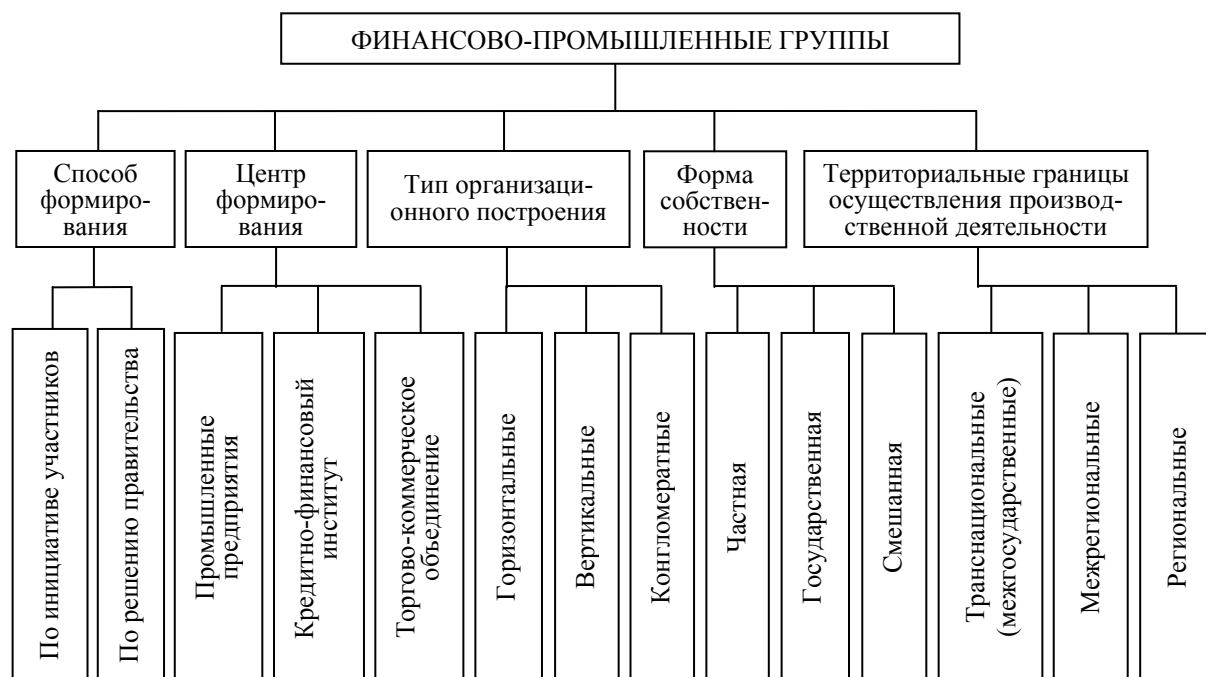 ФИНАНСОВО-ПРОМЫШЛЕННЫЕ ГРУППЫ
Способ
формиро-
вания
Центр
формиро-
вания
Тип организаци-
онного построения
Форма
собствен-
ности
Территориальные границы
осуществления производ-
ственной деятельности
По инициативе участников
По решению правительства
Промышленные
предприятия
Кредитно-финансовый
институт
Торгово-коммерческое
объединение
Горизонтальные
Вертикальные
Конгломератные
Частная
Государственная
Смешанная
Транснациональные
(межгосударственные)
Межрегиональные
Региональные